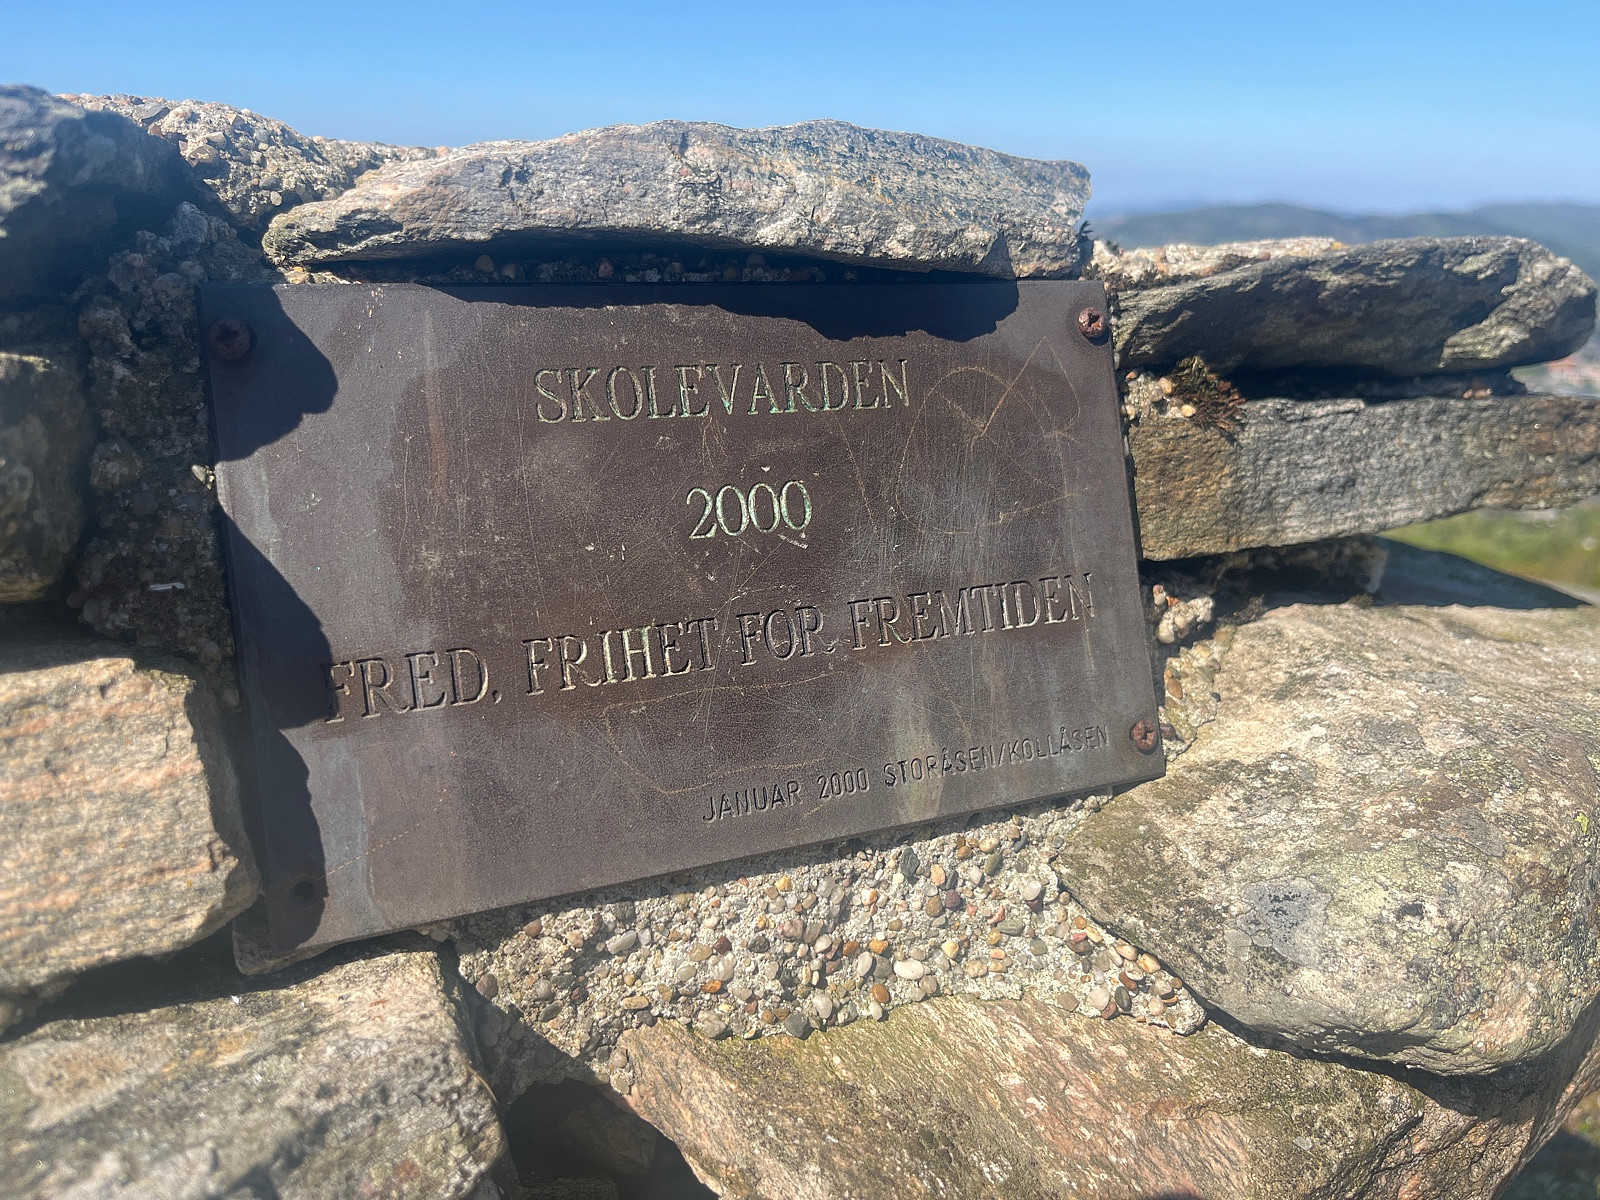 SKOLEVARDEN
2000
FRED, FRIHET FOR FREMTIDEN
JANUAR 2000 STORÅSEN/KOLLÅSEN